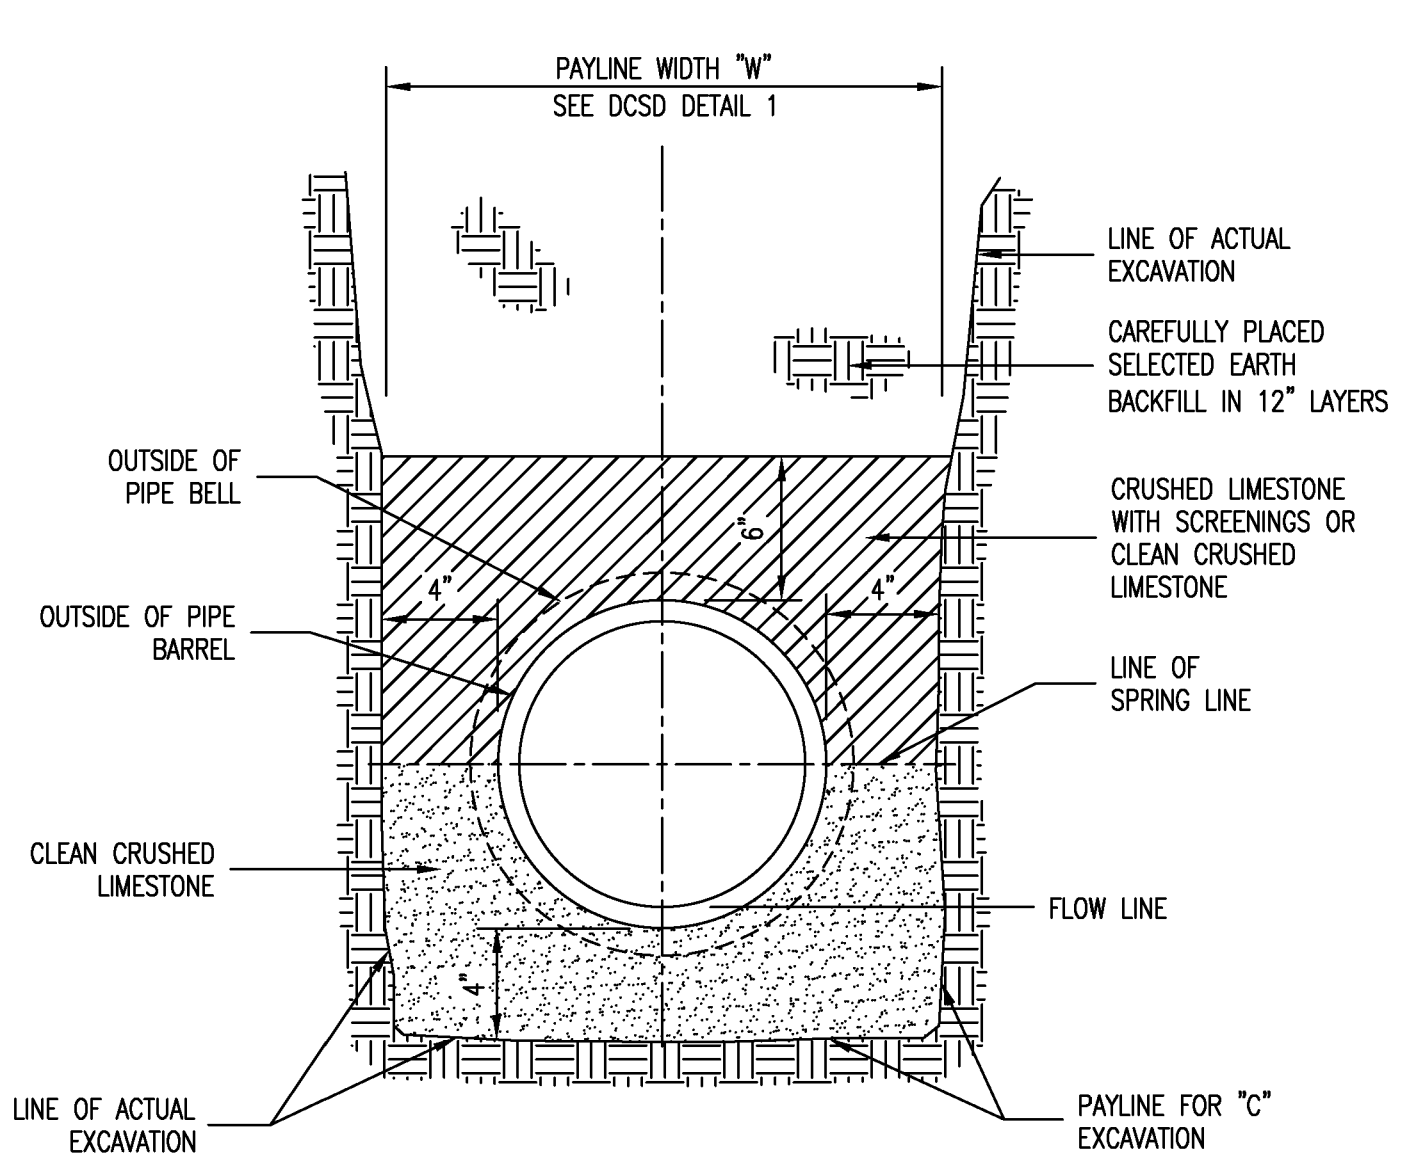 PAYLINE WIDTH "W"
SEE DCSD DETAIL 1
LINE OF ACTUAL
EXCAVATION
CAREFULLY PLACED
SELECTED EARTH
BACKFILL IN 12" LAYERS
OUTSIDE OF
PIPE BELL
CRUSHED LIMESTONE
WITH SCREENINGS OR
CLEAN CRUSHED
LIMESTONE
6"
4"
4"
OUTSIDE OF PIPE
BARREL
LINE OF
SPRING LINE
CLEAN CRUSHED
LIMESTONE
FLOW LINE
4"
LINE OF ACTUAL
EXCAVATION
PAYLINE FOR "C"
EXCAVATION